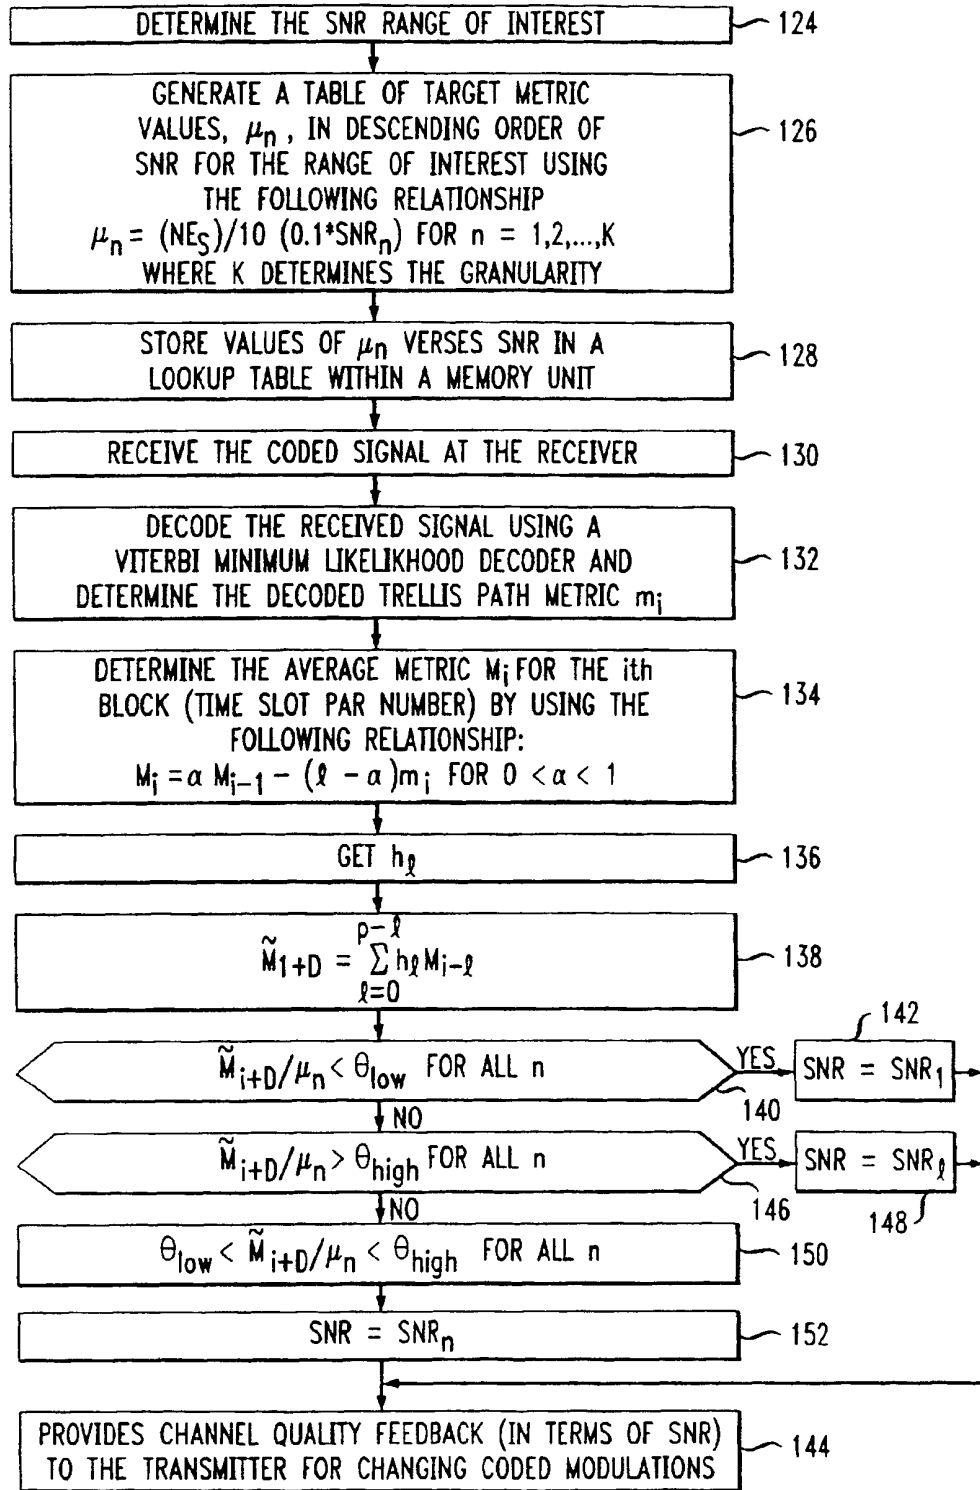 DETERMINE THE SNR RANGE OF INTEREST
124
GENERATE A TABLE OF TARGET METRIC
VALUES, μn, IN DESCENDING ORDER OF
SNR FOR THE RANGE OF INTEREST USING
THE FOLLOWING RELATIONSHIP
μn = (NES)/10 (0.1*SNRn) FOR n = 1,2,...,K
WHERE K DETERMINES THE GRANULARITY
126
STORE VALUES OF μn VERSES SNR IN A
LOOKUP TABLE WITHIN A MEMORY UNIT
128
RECEIVE THE CODED SIGNAL AT THE RECEIVER
130
DECODE THE RECEIVED SIGNAL USING A
VITERBI MINIMUM LIKELIKHOOD DECODER AND
DETERMINE THE DECODED TRELLIS PATH METRIC mi
132
DETERMINE THE AVERAGE METRIC Mi FOR THE ith
BLOCK (TIME SLOT PAR NUMBER) BY USING THE
FOLLOWING RELATIONSHIP:
Mi = α Mi-1 - (ℓ - α)mi FOR 0 < α < 1
134
GET hℓ
136
p-ℓ
M̃1+D = Σ hℓ Mi-ℓ
ℓ=0
138
M̃i+D/μn < θlow FOR ALL n
140
YES
SNR = SNR1
142
NO
M̃i+D/μn > θhigh FOR ALL n
146
YES
SNR = SNRℓ
148
NO
θlow < M̃i+D/μn < θhigh FOR ALL n
150
SNR = SNRn
152
PROVIDES CHANNEL QUALITY FEEDBACK (IN TERMS OF SNR)
TO THE TRANSMITTER FOR CHANGING CODED MODULATIONS
144